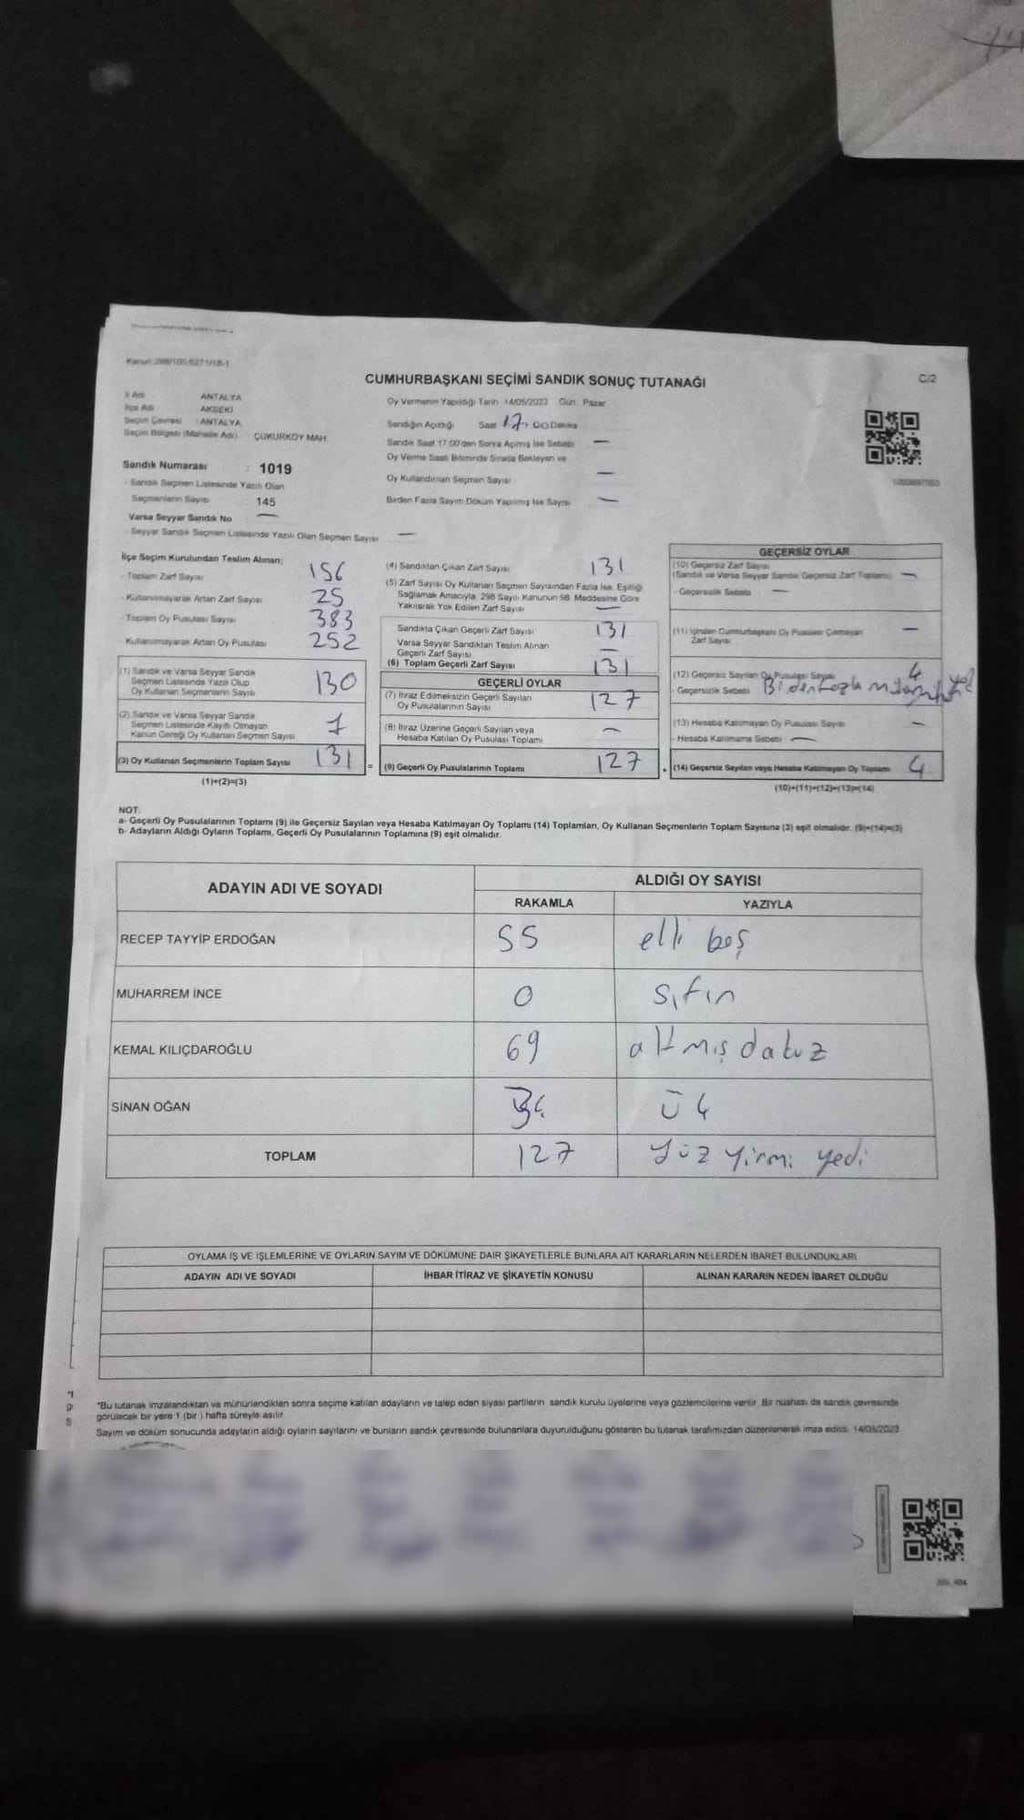 CUMHURBAŞKANI SEÇİMİ SANDIK SONUÇ TUTANAĞI
C/2
İl Adı ANTALYA
İlçe Adı AKSEKİ
Seçim Çevresi ANTALYA
Seçim Bölgesi (Mahalle Adı) ÇUKURKÖY MAH.
Sandık Numarası : 1019
- Sandık Seçmen Listesinde Yazılı Olan
Seçmenlerin Sayısı 145
Varsa Seyyar Sandık No —
- Seyyar Sandık Seçmen Listesinde Yazılı Olan Seçmen Sayısı —
Oy Vermenin Yapıldığı Tarih 14/05/2023 Gün: Pazar
Sandığın Açıldığı Saat 17:00 Dakika
Sandık Saat 17:00'den Sonra Açılmış İse Sebebi —
Oy Verme Saati Bitiminde Sırada Bekleyen ve
Oy Kullandırılan Seçmen Sayısı —
Birden Fazla Sayım Döküm Yapılmış İse Sayısı —
İlçe Seçim Kurulundan Teslim Alınan;
- Toplam Zarf Sayısı 156
- Kullanılmayarak Artan Zarf Sayısı 25
- Toplam Oy Pusulası Sayısı 383
- Kullanılmayarak Artan Oy Pusulası 252
(1) Sandık ve Varsa Seyyar Sandık
Seçmen Listesinde Yazılı Olup
Oy Kullanan Seçmenlerin Sayısı 130
(2) Sandık ve Varsa Seyyar Sandık
Seçmen Listesinde Kayıtlı Olmayan
Kanun Gereği Oy Kullanan Seçmen Sayısı 1
(3) Oy Kullanan Seçmenlerin Toplam Sayısı 131 =
(1)+(2)=(3)
(4) Sandıktan Çıkan Zarf Sayısı 131
(5) Zarf Sayısı Oy Kullanan Seçmen Sayısından Fazla İse, Eşitliği
Sağlamak Amacıyla, 298 Sayılı Kanunun 98. Maddesine Göre
Yakılarak Yok Edilen Zarf Sayısı —
Sandıkta Çıkan Geçerli Zarf Sayısı 131
Varsa Seyyar Sandıktan Teslim Alınan
Geçerli Zarf Sayısı —
(6) Toplam Geçerli Zarf Sayısı 131
GEÇERLİ OYLAR
(7) İtiraz Edilmeksizin Geçerli Sayılan
Oy Pusulalarının Sayısı 127
(8) İtiraz Üzerine Geçerli Sayılan veya
Hesaba Katılan Oy Pusulası Toplamı —
(9) Geçerli Oy Pusulalarının Toplamı 127 +
GEÇERSİZ OYLAR
(10) Geçersiz Zarf Sayısı
(Sandık ve Varsa Seyyar Sandık Geçersiz Zarf Toplamı) —
- Geçersizlik Sebebi —
(11) İçinden Cumhurbaşkanı Oy Pusulası Çıkmayan
Zarf Sayısı —
(12) Geçersiz Sayılan Oy Pusulası Sayısı 4
- Geçersizlik Sebebi Birden fazla
(13) Hesaba Katılmayan Oy Pusulası Sayısı —
- Hesaba Katılmama Sebebi —
(14) Geçersiz Sayılan veya Hesaba Katılmayan Oy Toplamı 4
(10)+(11)+(12)+(13)=(14)
NOT:
a- Geçerli Oy Pusulalarının Toplamı (9) ile Geçersiz Sayılan veya Hesaba Katılmayan Oy Toplamı (14) Toplamları, Oy Kullanan Seçmenlerin Toplam Sayısına (3) eşit olmalıdır. (9)+(14)=(3)
b- Adayların Aldığı Oyların Toplamı, Geçerli Oy Pusulalarının Toplamına (9) eşit olmalıdır.
ADAYIN ADI VE SOYADI ALDIĞI OY SAYISI
RAKAMLA YAZIYLA
RECEP TAYYİP ERDOĞAN 55 elli beş
MUHARREM İNCE 0 sıfır
KEMAL KILIÇDAROĞLU 69 altmış dokuz
SİNAN OĞAN 3 üç
TOPLAM 127 Yüz yirmi yedi
OYLAMA İŞ VE İŞLEMLERİNE VE OYLARIN SAYIM VE DÖKÜMÜNE DAİR ŞİKAYETLERLE BUNLARA AİT KARARLARIN NELERDEN İBARET BULUNDUKLARI
ADAYIN ADI VE SOYADI İHBAR İTİRAZ VE ŞİKAYETİN KONUSU ALINAN KARARIN NEDEN İBARET OLDUĞU
*Bu tutanak imzalandıktan ve mühürlendikten sonra seçime katılan adayların ve talep eden siyasi partilerin sandık kurulu üyelerine veya gözlemcilerine verilir. Bir nüshası da sandık çevresinde
görülecek bir yere 1 (bir ) hafta süreyle asılır.
Sayım ve döküm sonucunda adayların aldığı oyların sayılarını ve bunların sandık çevresinde bulunanlara duyurulduğunu gösteren bu tutanak tarafımızdan düzenlenerek imza edildi. 14/05/2023